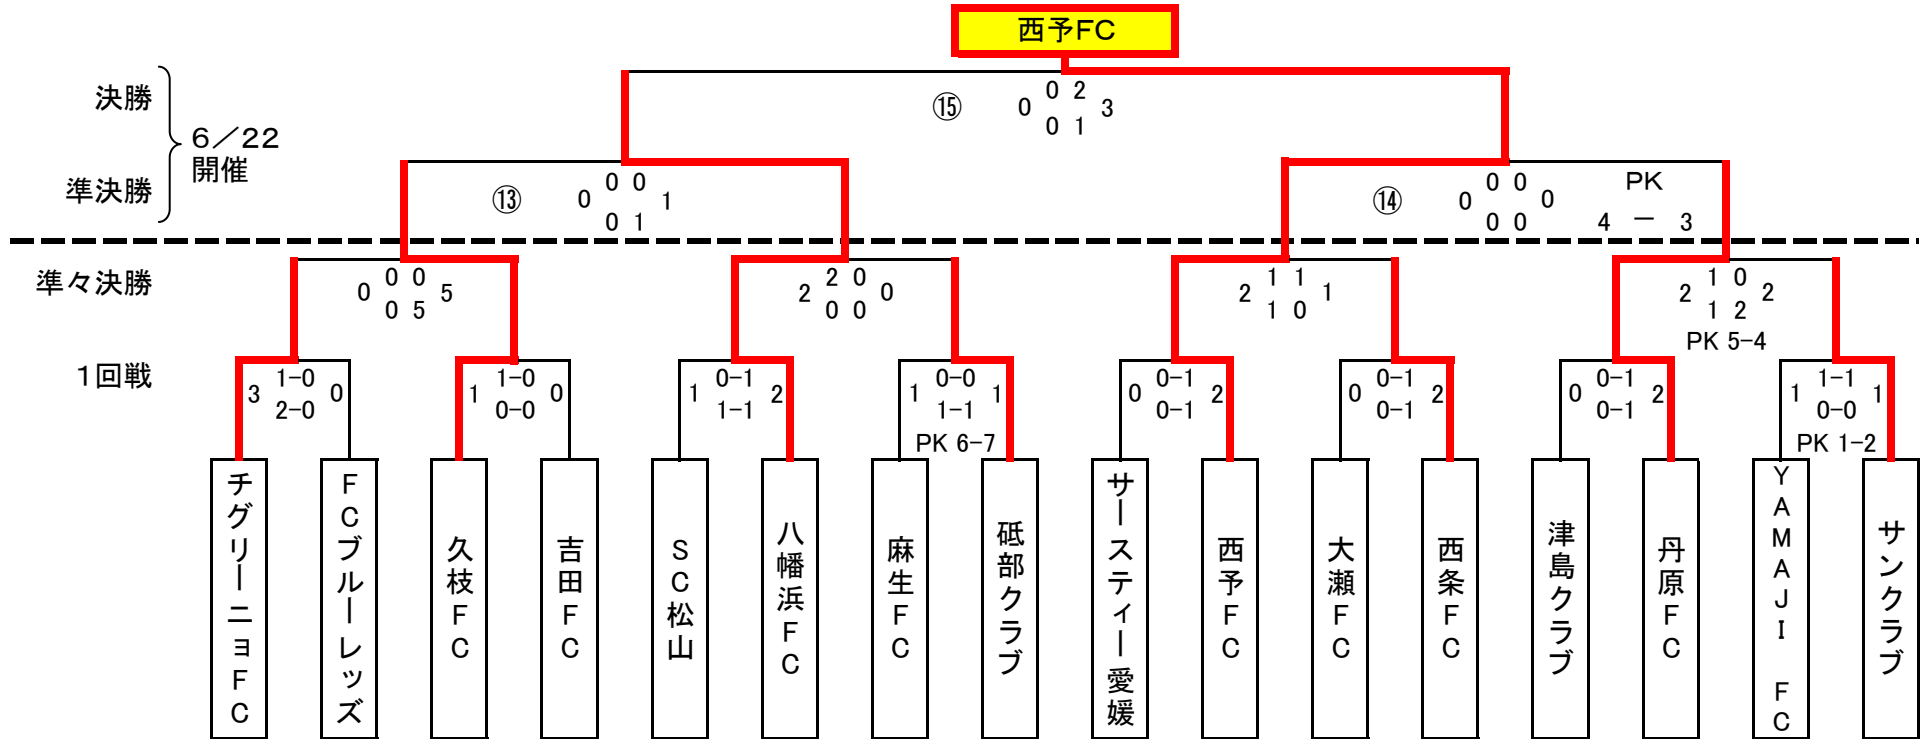 西予FC
決勝
⑮
0 2
0 3
0 1
6／22
開催
準決勝
⑬
0 0
0 1
0 1
⑭
0 0
0 0
0 0
PK
4 － 3
準々決勝
0 0
0 5
0 5
2 0
2 0
0 0
1 1
2 1
1 0
1 0
2 2
1 2
PK 5-4
1回戦
1-0
3 0
2-0
1-0
1 0
0-0
0-1
1 2
1-1
0-0
1 1
1-1
PK 6-7
0-1
0 2
0-1
0-1
0 2
0-1
0-1
0 2
0-1
1-1
1 1
0-0
PK 1-2
チグリーニョFC
FCブルーレッズ
久枝FC
吉田FC
SC松山
八幡浜FC
麻生FC
砥部クラブ
サースティー愛媛
西予FC
大瀬FC
西条FC
津島クラブ
丹原FC
YAMAJI FC
サンクラブ